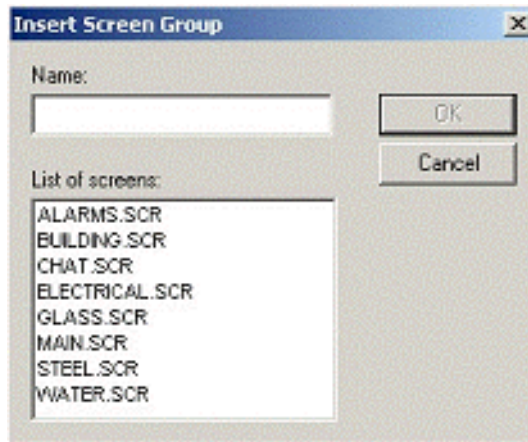 Insert Screen Group
Name:
OK
Cancel
List of screens:
ALARMS.SCR
BUILDING.SCR
CHAT.SCR
ELECTRICAL.SCR
GLASS.SCR
MAIN.SCR
STEEL.SCR
WATER.SCR